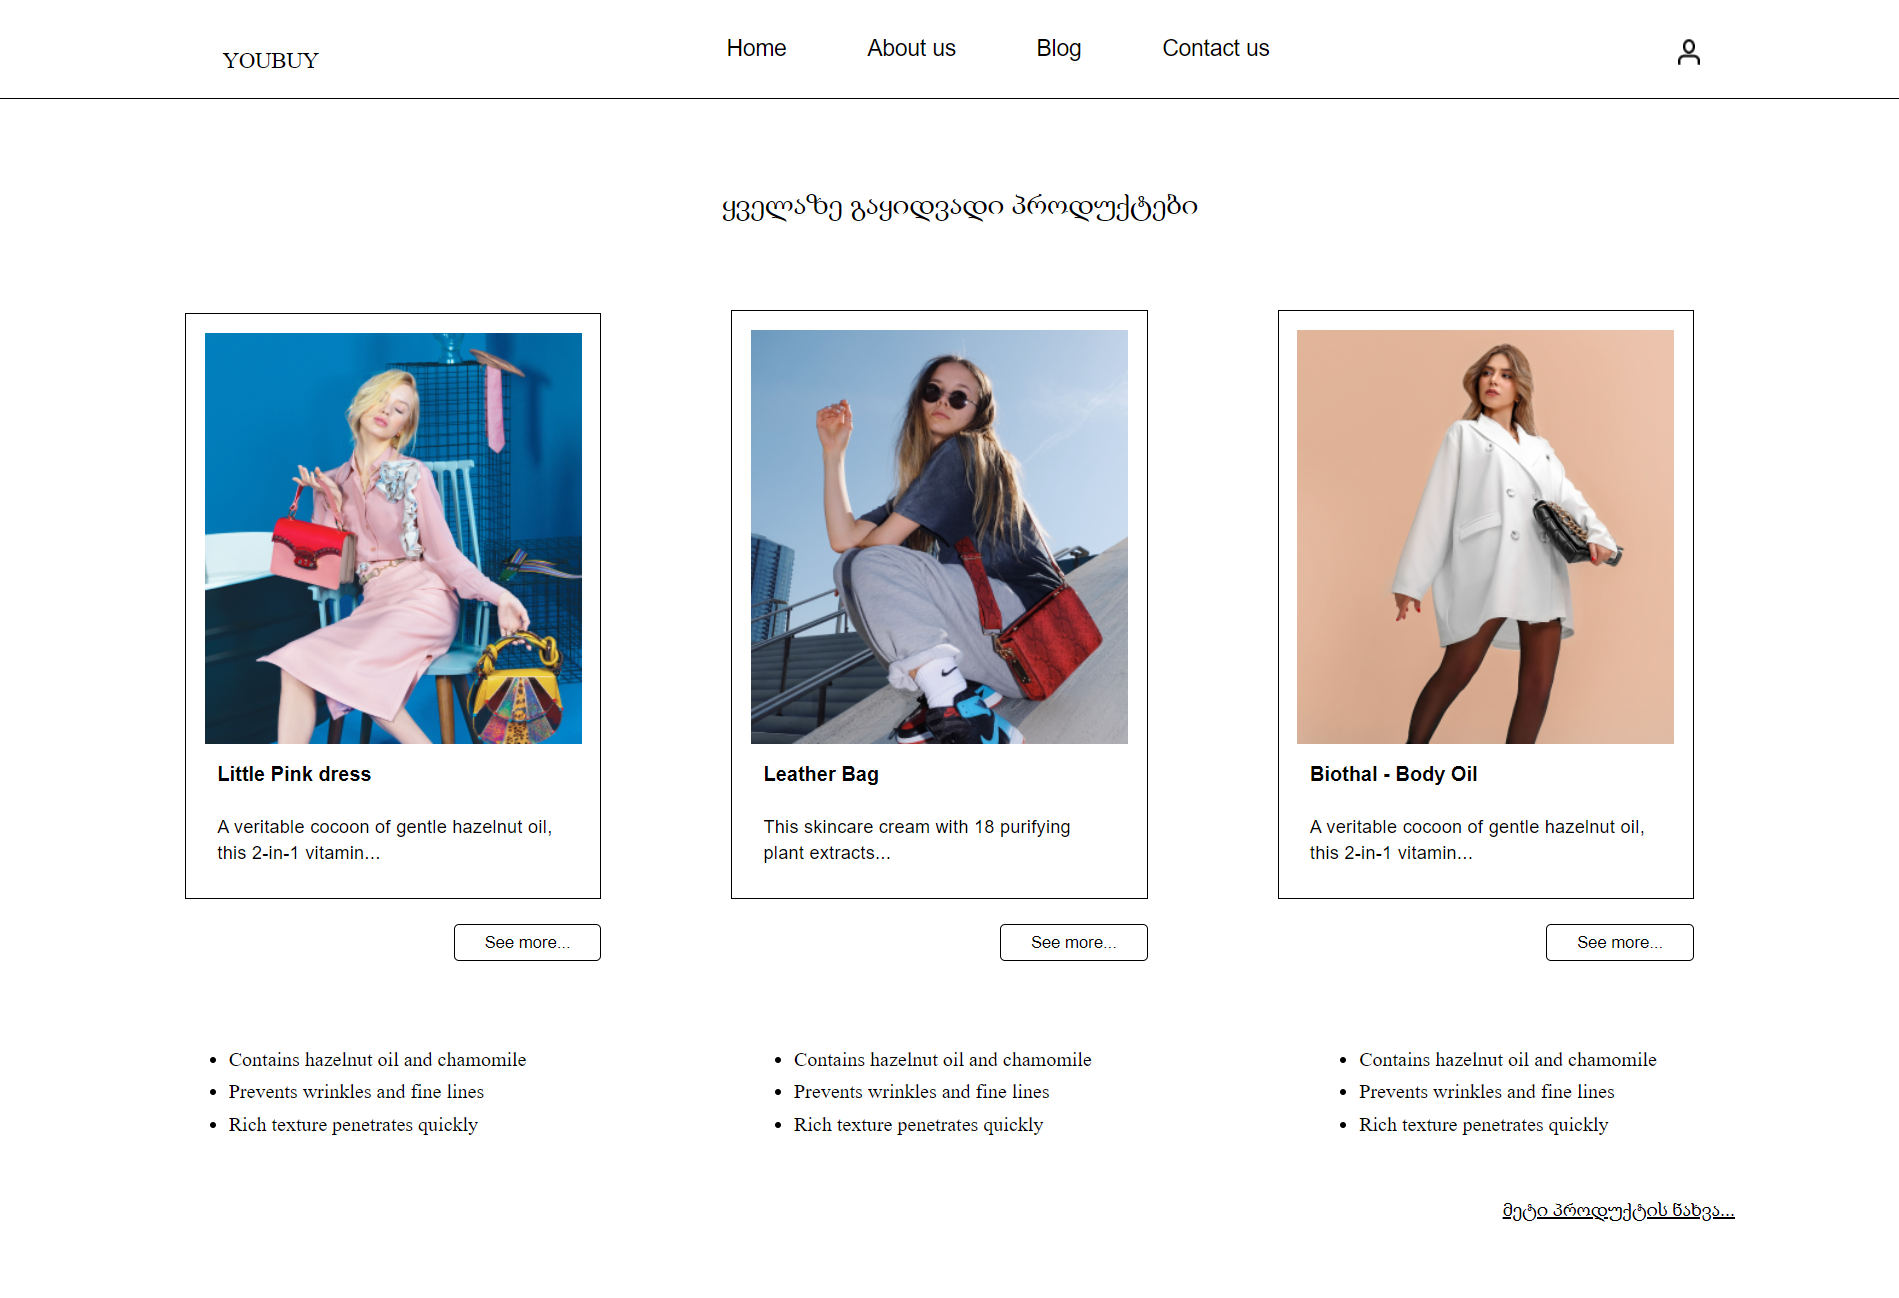 YOUBUY
Home
About us
Blog
Contact us
ყველაზე გაყიდვადი პროდუქტები
Little Pink dress
A veritable cocoon of gentle hazelnut oil,
this 2-in-1 vitamin...
See more...
Leather Bag
This skincare cream with 18 purifying
plant extracts...
See more...
Biothal - Body Oil
A veritable cocoon of gentle hazelnut oil,
this 2-in-1 vitamin...
See more...
• Contains hazelnut oil and chamomile
• Prevents wrinkles and fine lines
• Rich texture penetrates quickly
• Contains hazelnut oil and chamomile
• Prevents wrinkles and fine lines
• Rich texture penetrates quickly
• Contains hazelnut oil and chamomile
• Prevents wrinkles and fine lines
• Rich texture penetrates quickly
მეტი პროდუქტის ნახვა...